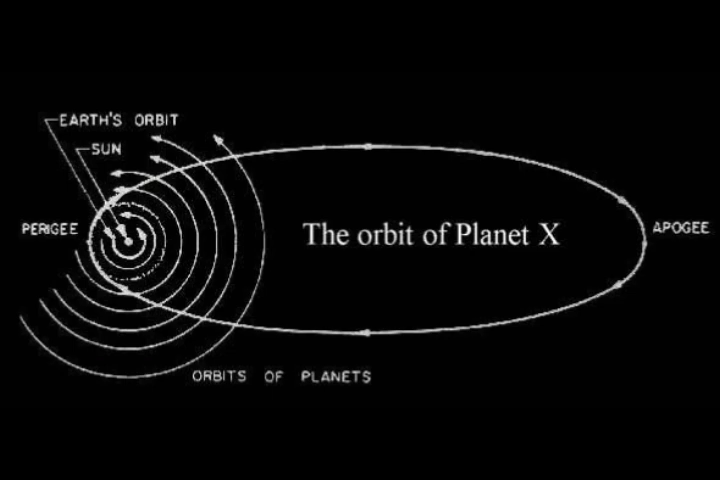 EARTH'S ORBIT
SUN
PERIGEE
The orbit of Planet X
APOGEE
ORBITS OF PLANETS